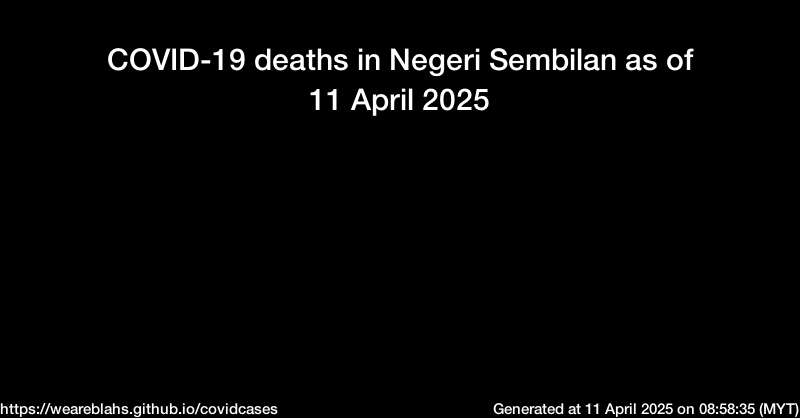 COVID-19 deaths in Negeri Sembilan as of
11 April 2025
https://weareblahs.github.io/covidcases
Generated at 11 April 2025 on 08:58:35 (MYT)